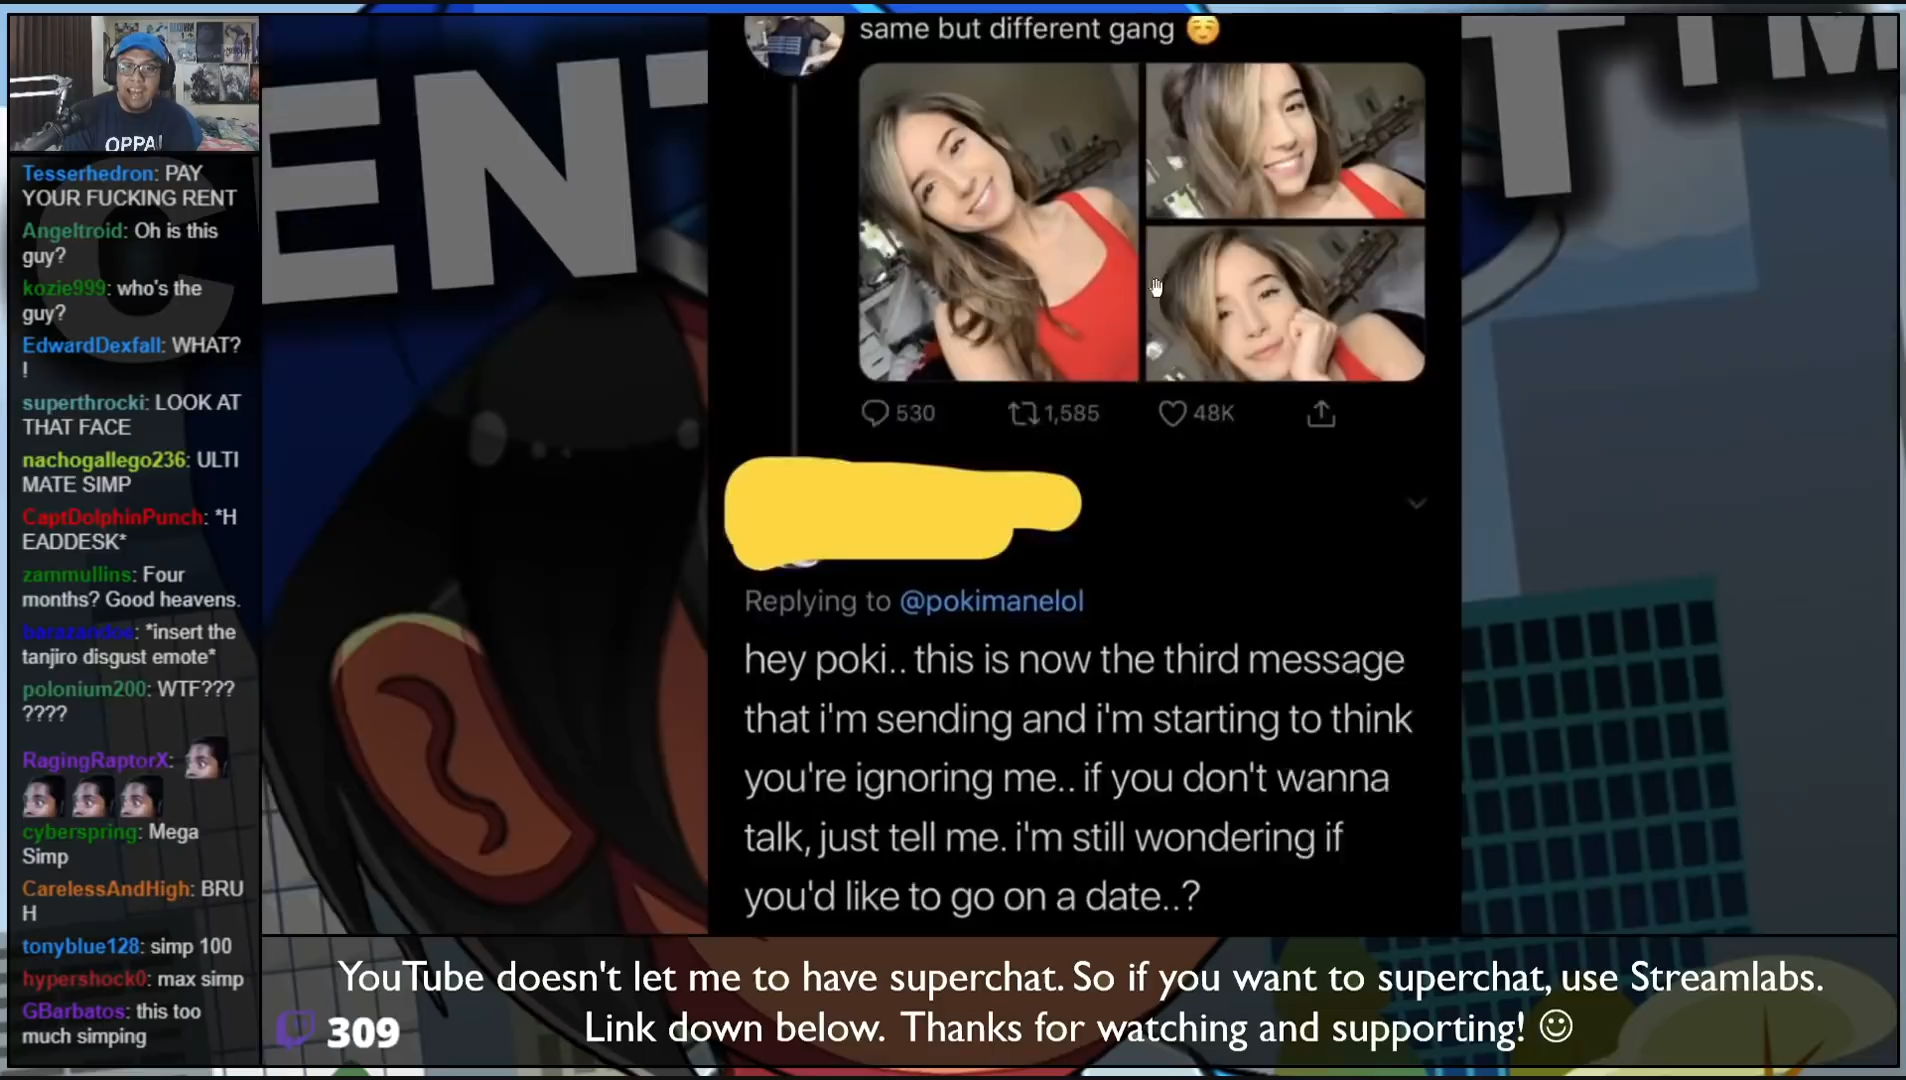 same but different gang
530 1,585 48K
Replying to @pokimanelol
hey poki.. this is now the third message
that i'm sending and i'm starting to think
you're ignoring me.. if you don't wanna
talk, just tell me. i'm still wondering if
you'd like to go on a date..?
OPPAI
Tesserhedron: PAY
YOUR FUCKING RENT
Angeltroid: Oh is this
guy?
kozie999: who's the
guy?
EdwardDexfall: WHAT?
!
superthrocki: LOOK AT
THAT FACE
nachogallego236: ULTI
MATE SIMP
CaptDolphinPunch: *H
EADDESK*
zammullins: Four
months? Good heavens.
barazandoe: *insert the
tanjiro disgust emote*
polonium200: WTF???
????
RagingRaptorX:
cyberspring: Mega
Simp
CarelessAndHigh: BRU
H
tonyblue128: simp 100
hypershock0: max simp
GBarbatos: this too
much simping
309
YouTube doesn't let me to have superchat. So if you want to superchat, use Streamlabs.
Link down below. Thanks for watching and supporting!